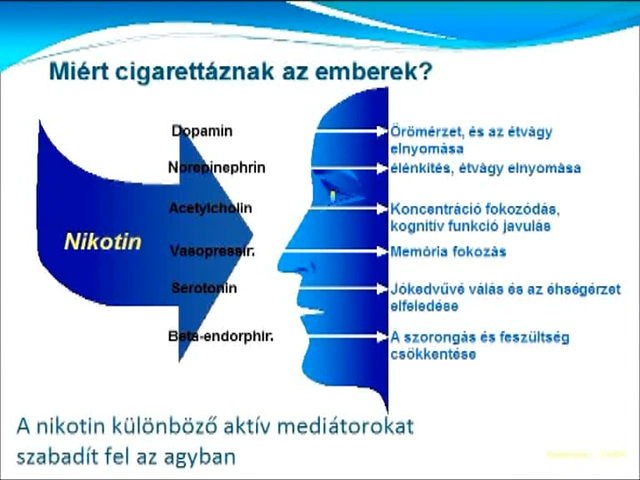 Miért cigarettáznak az emberek?
Dopamin
Örömérzet, és az étvágy
elnyomása
Norepinephrin
élénkítés, étvágy elnyomása
Acetylcholin
Koncentráció fokozódás,
kognitív funkció javulás
Nikotin
Vasopressir.
Memória fokozás
Serotonin
Jókedvűvé válás és az éhségérzet
elfeledése
Beta-endorphir.
A szorongás és feszültség
csökkentése
A nikotin különböző aktív mediátorokat
szabadít fel az agyban